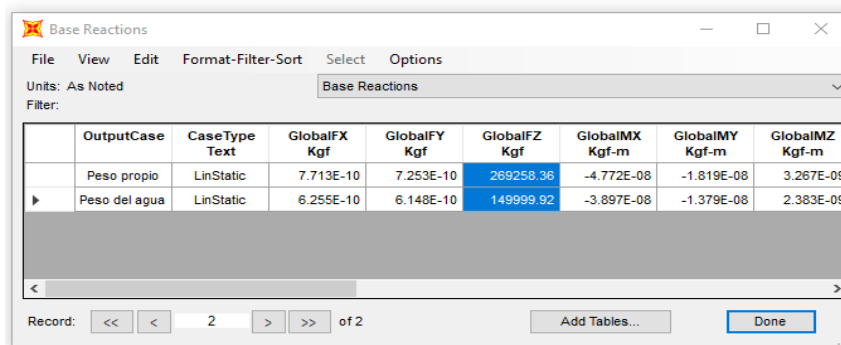 Base Reactions
File View Edit Format-Filter-Sort Select Options
Units: As Noted Base Reactions
Filter:
OutputCase CaseType GlobalFX GlobalFY GlobalFZ GlobalMX GlobalMY GlobalMZ
Text Kgf Kgf Kgf Kgf-m Kgf-m Kgf-m
Peso propio LinStatic 7.713E-10 7.253E-10 269258.36 -4.772E-08 -1.819E-08 3.267E-09
Peso del agua LinStatic 6.255E-10 6.148E-10 149999.92 -3.897E-08 -1.379E-08 2.383E-09
Record: << < 2 > >> of 2 Add Tables... Done